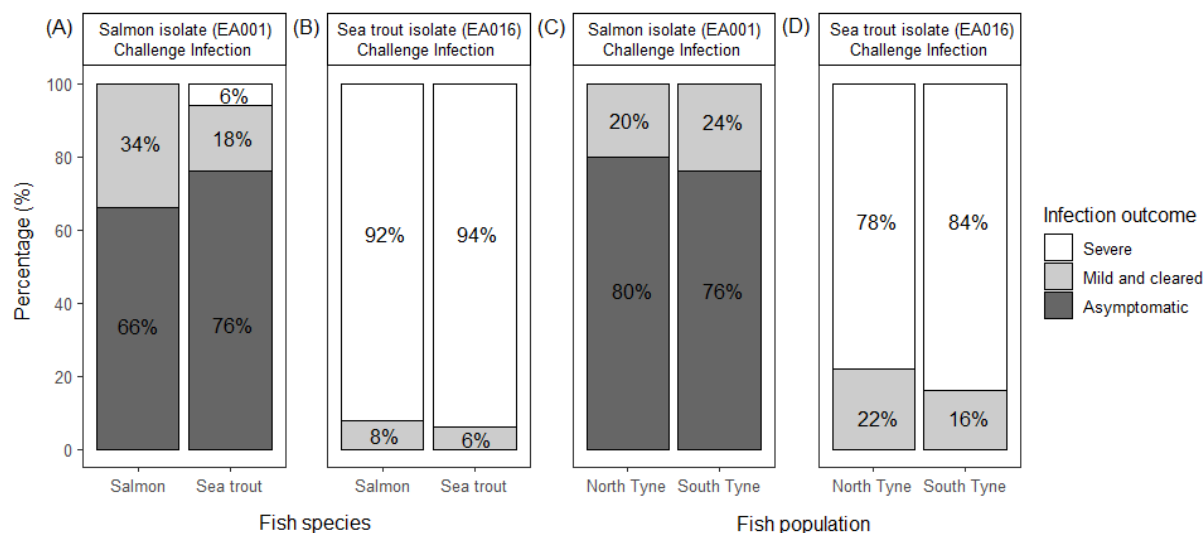 (A)
Salmon isolate (EA001)
Challenge Infection
(B)
Sea trout isolate (EA016)
Challenge Infection
(C)
Salmon isolate (EA001)
Challenge Infection
(D)
Sea trout isolate (EA016)
Challenge Infection
Percentage (%)
100
80
60
40
20
0
34%
66%
6%
18%
76%
92%
8%
94%
6%
20%
80%
24%
76%
78%
22%
84%
16%
Salmon
Sea trout
Salmon
Sea trout
North Tyne
South Tyne
North Tyne
South Tyne
Fish species
Fish population
Infection outcome
Severe
Mild and cleared
Asymptomatic